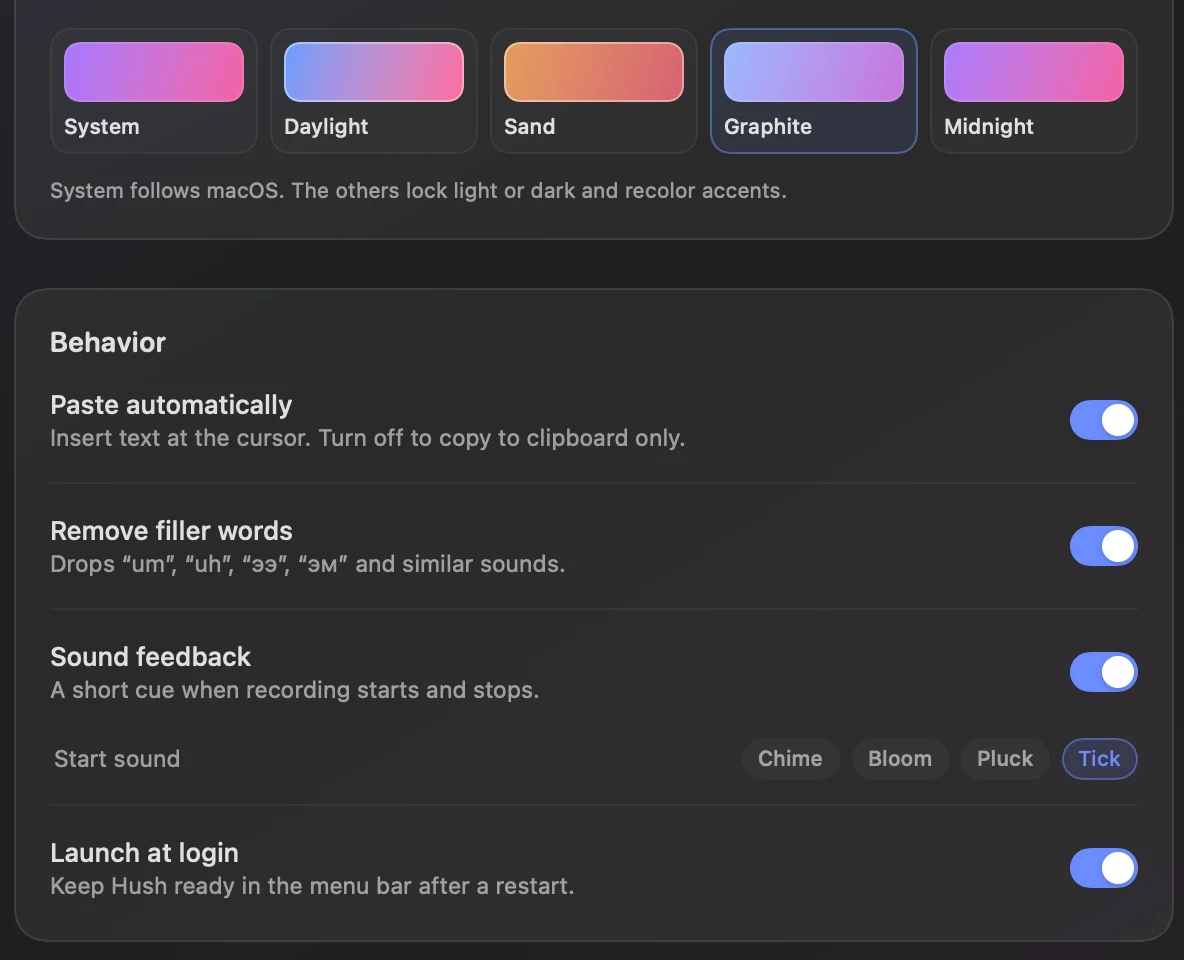 System
Daylight
Sand
Graphite
Midnight
System follows macOS. The others lock light or dark and recolor accents.
Behavior
Paste automatically
Insert text at the cursor. Turn off to copy to clipboard only.
Remove filler words
Drops “um”, “uh”, “ээ”, “эм” and similar sounds.
Sound feedback
A short cue when recording starts and stops.
Start sound
Chime
Bloom
Pluck
Tick
Launch at login
Keep Hush ready in the menu bar after a restart.